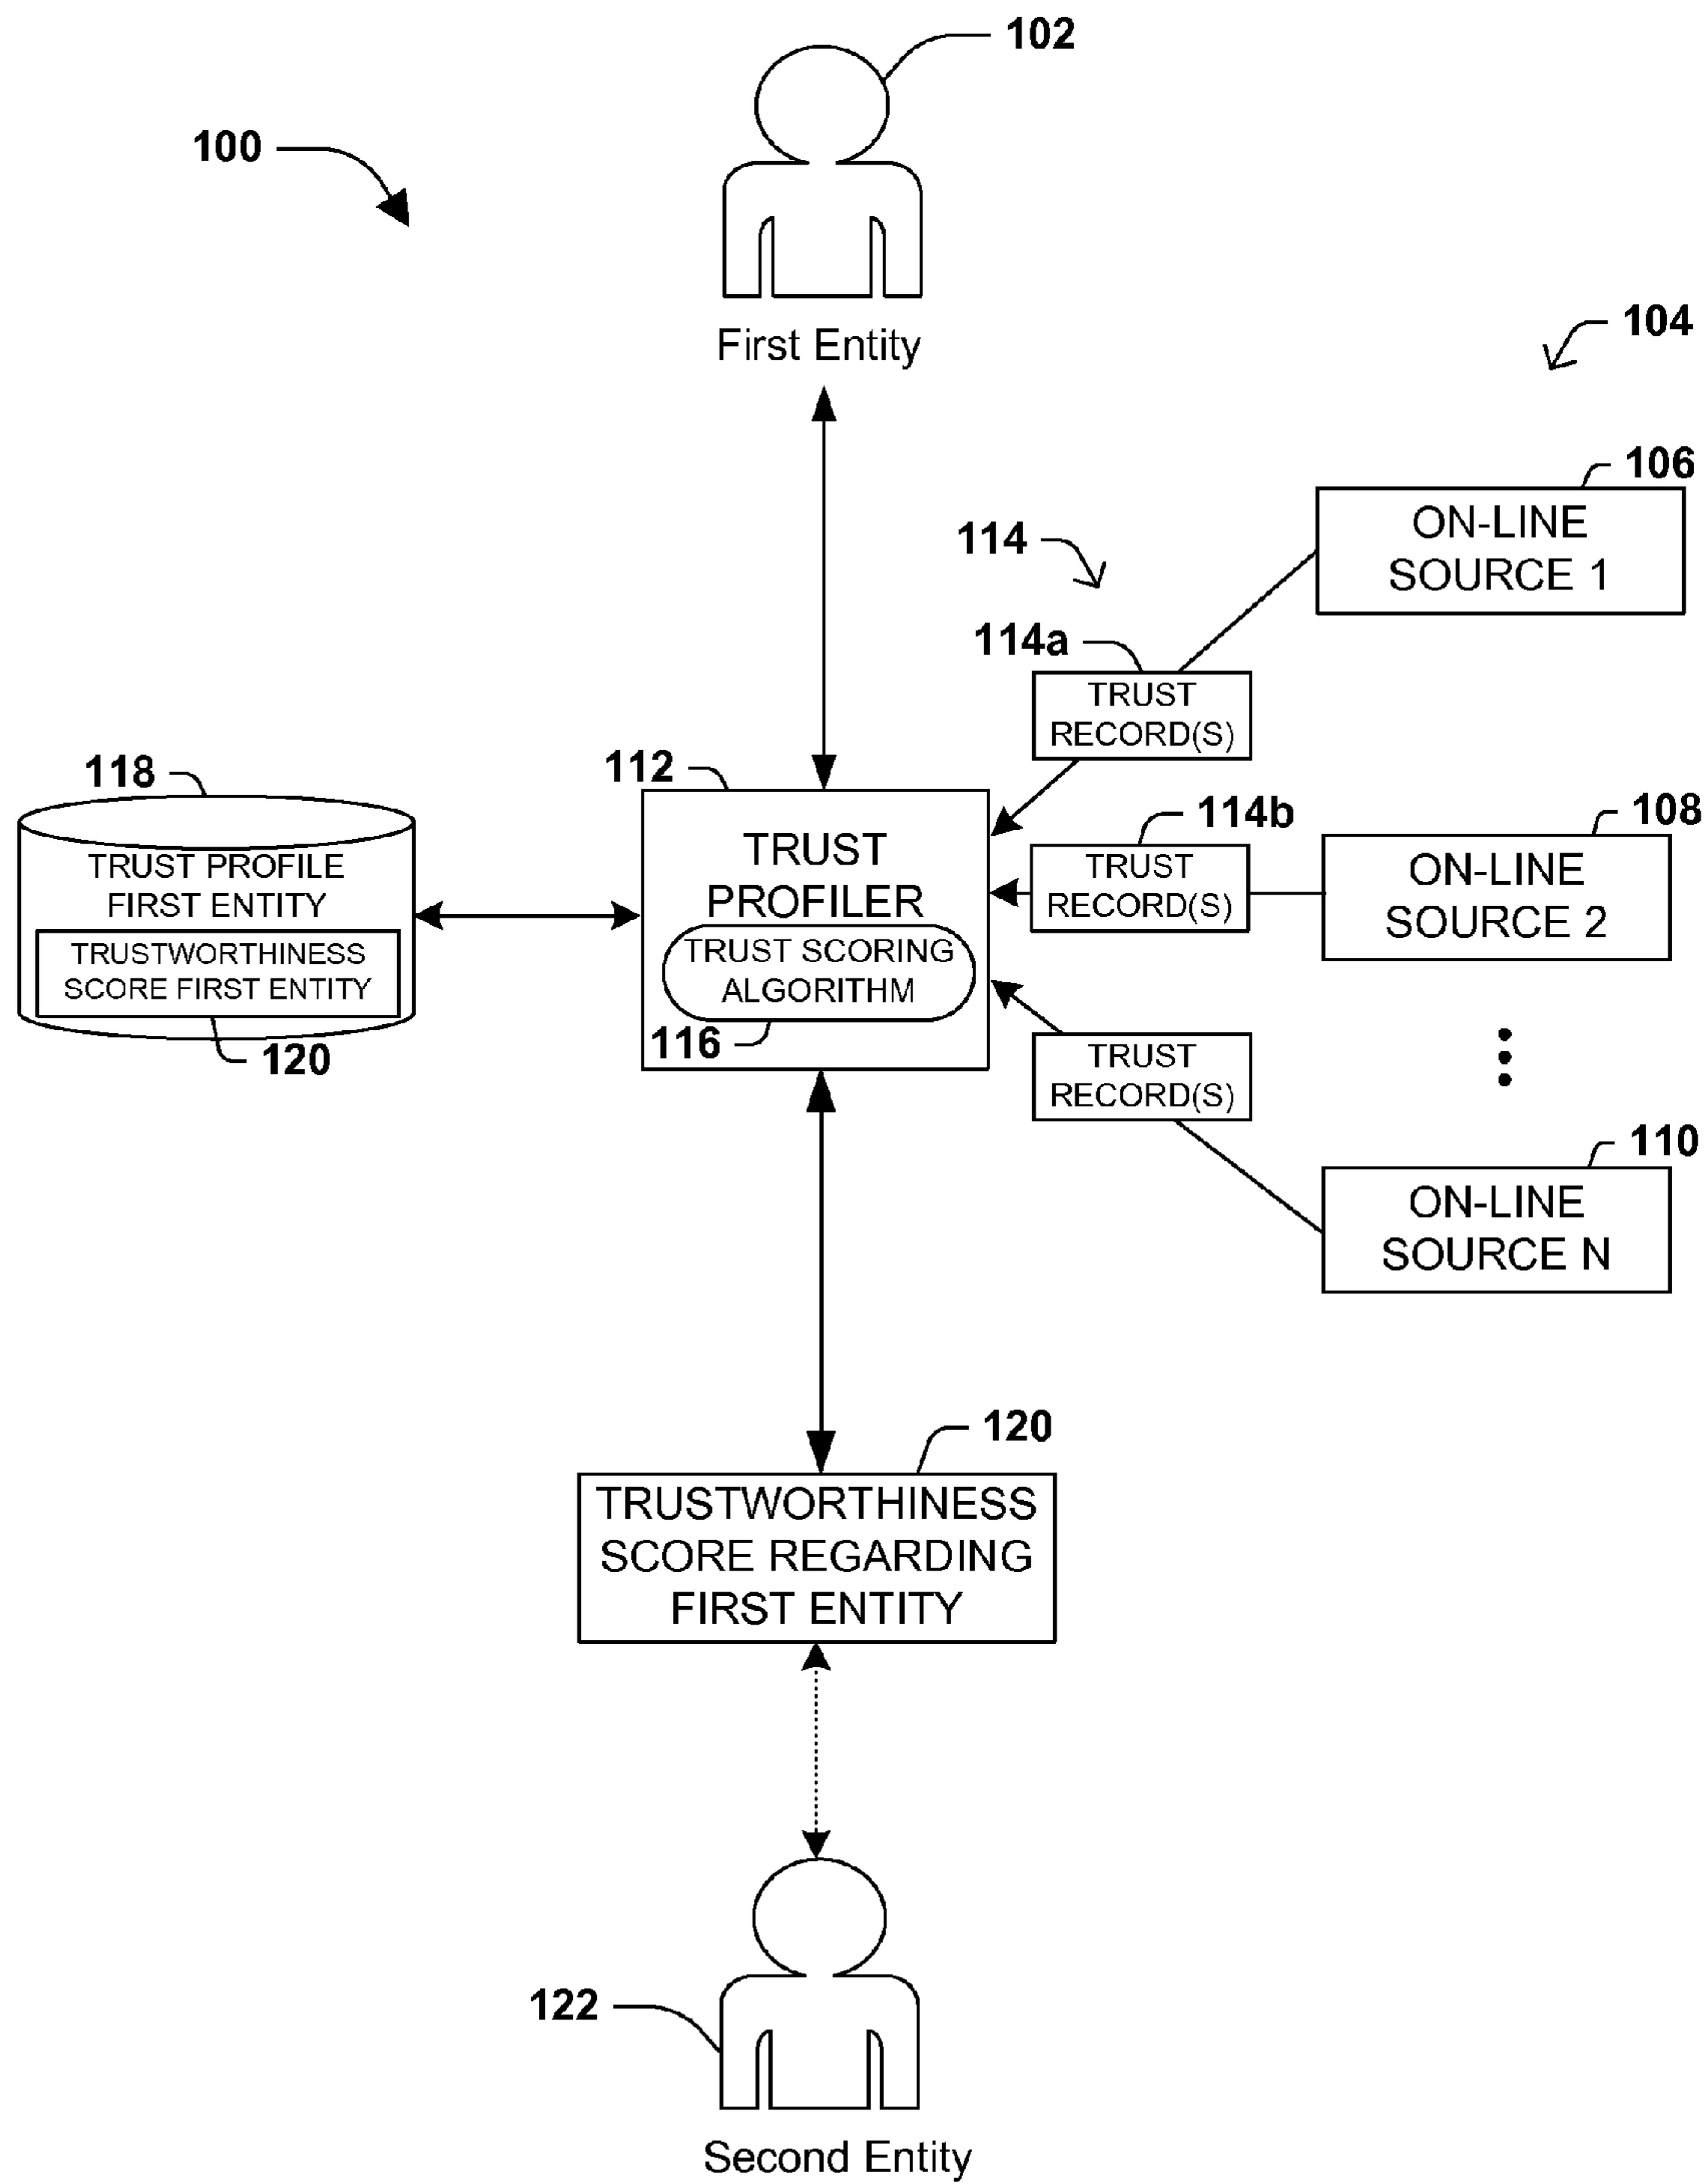 102
100
First Entity
104
106
ON-LINE
SOURCE 1
114
114a
TRUST
RECORD(S)
118
TRUST PROFILE
FIRST ENTITY
TRUSTWORTHINESS
SCORE FIRST ENTITY
120
112
TRUST
PROFILER
TRUST SCORING
ALGORITHM
116
114b
TRUST
RECORD(S)
108
ON-LINE
SOURCE 2
TRUST
RECORD(S)
110
ON-LINE
SOURCE N
120
TRUSTWORTHINESS
SCORE REGARDING
FIRST ENTITY
122
Second Entity